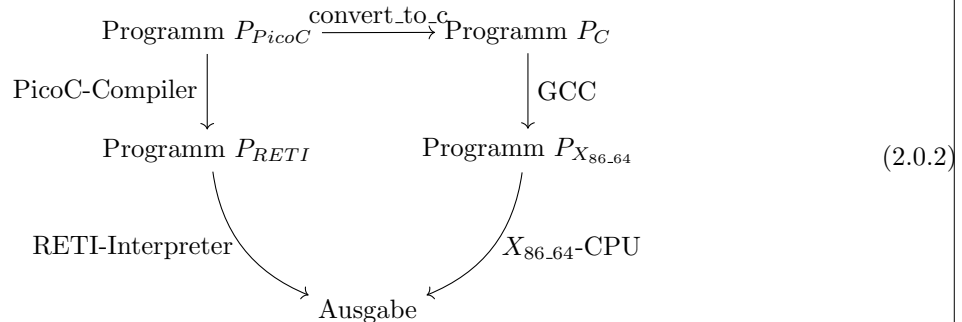 convert_to_c
Programm P_{PicoC} Programm P_C
PicoC-Compiler GCC
Programm P_{RETI} Programm P_{X_{86_64}}
(2.0.2)
RETI-Interpreter X_{86_64}-CPU
Ausgabe